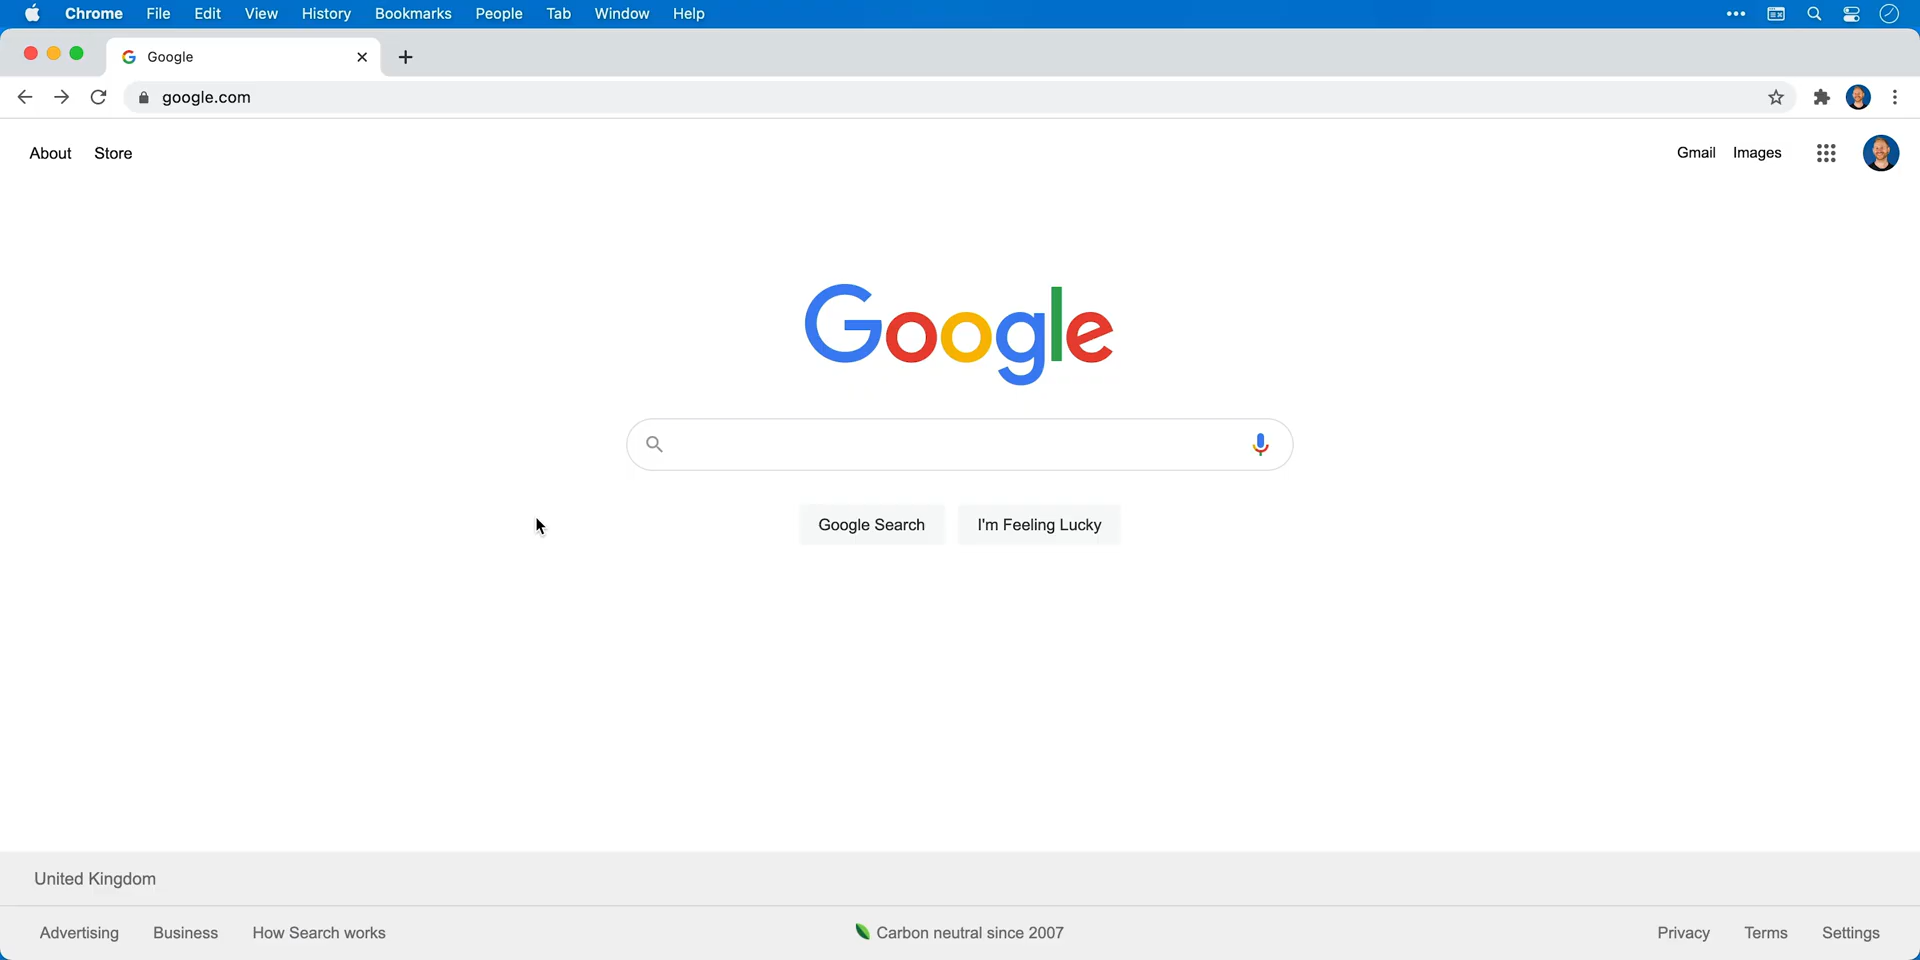 Chrome File Edit View History Bookmarks People Tab Window Help
Google
google.com
About Store
Gmail Images
Google
Google Search I'm Feeling Lucky
United Kingdom
Advertising Business How Search works
Carbon neutral since 2007
Privacy Terms Settings